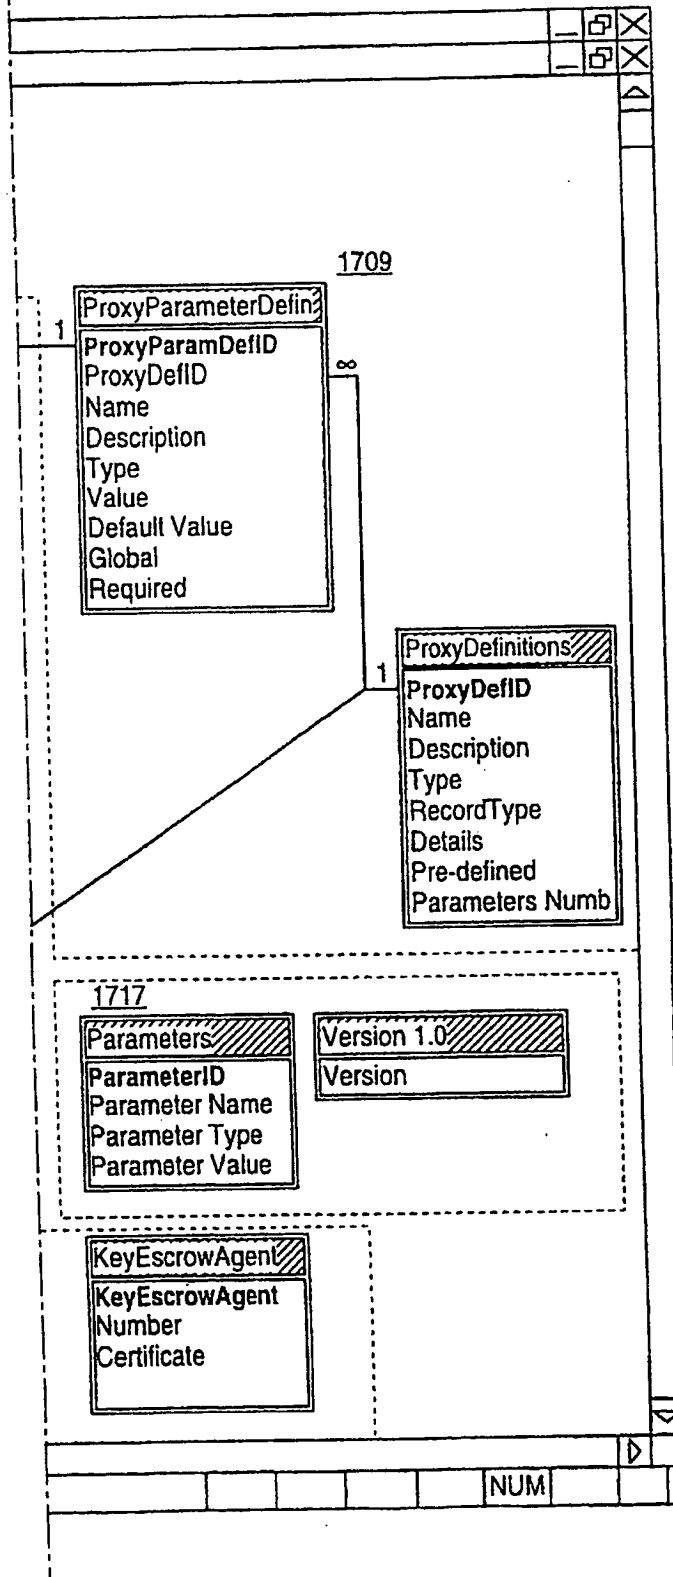 1709
ProxyParameterDefin
1
ProxyParamDefID
∞
ProxyDefID
Name
Description
Type
Value
Default Value
Global
Required
ProxyDefinitions
1
ProxyDefID
Name
Description
Type
RecordType
Details
Pre-defined
Parameters Numb
1717
Parameters
ParameterID
Parameter Name
Parameter Type
Parameter Value
Version 1.0
Version
KeyEscrowAgent
KeyEscrowAgent
Number
Certificate
NUM